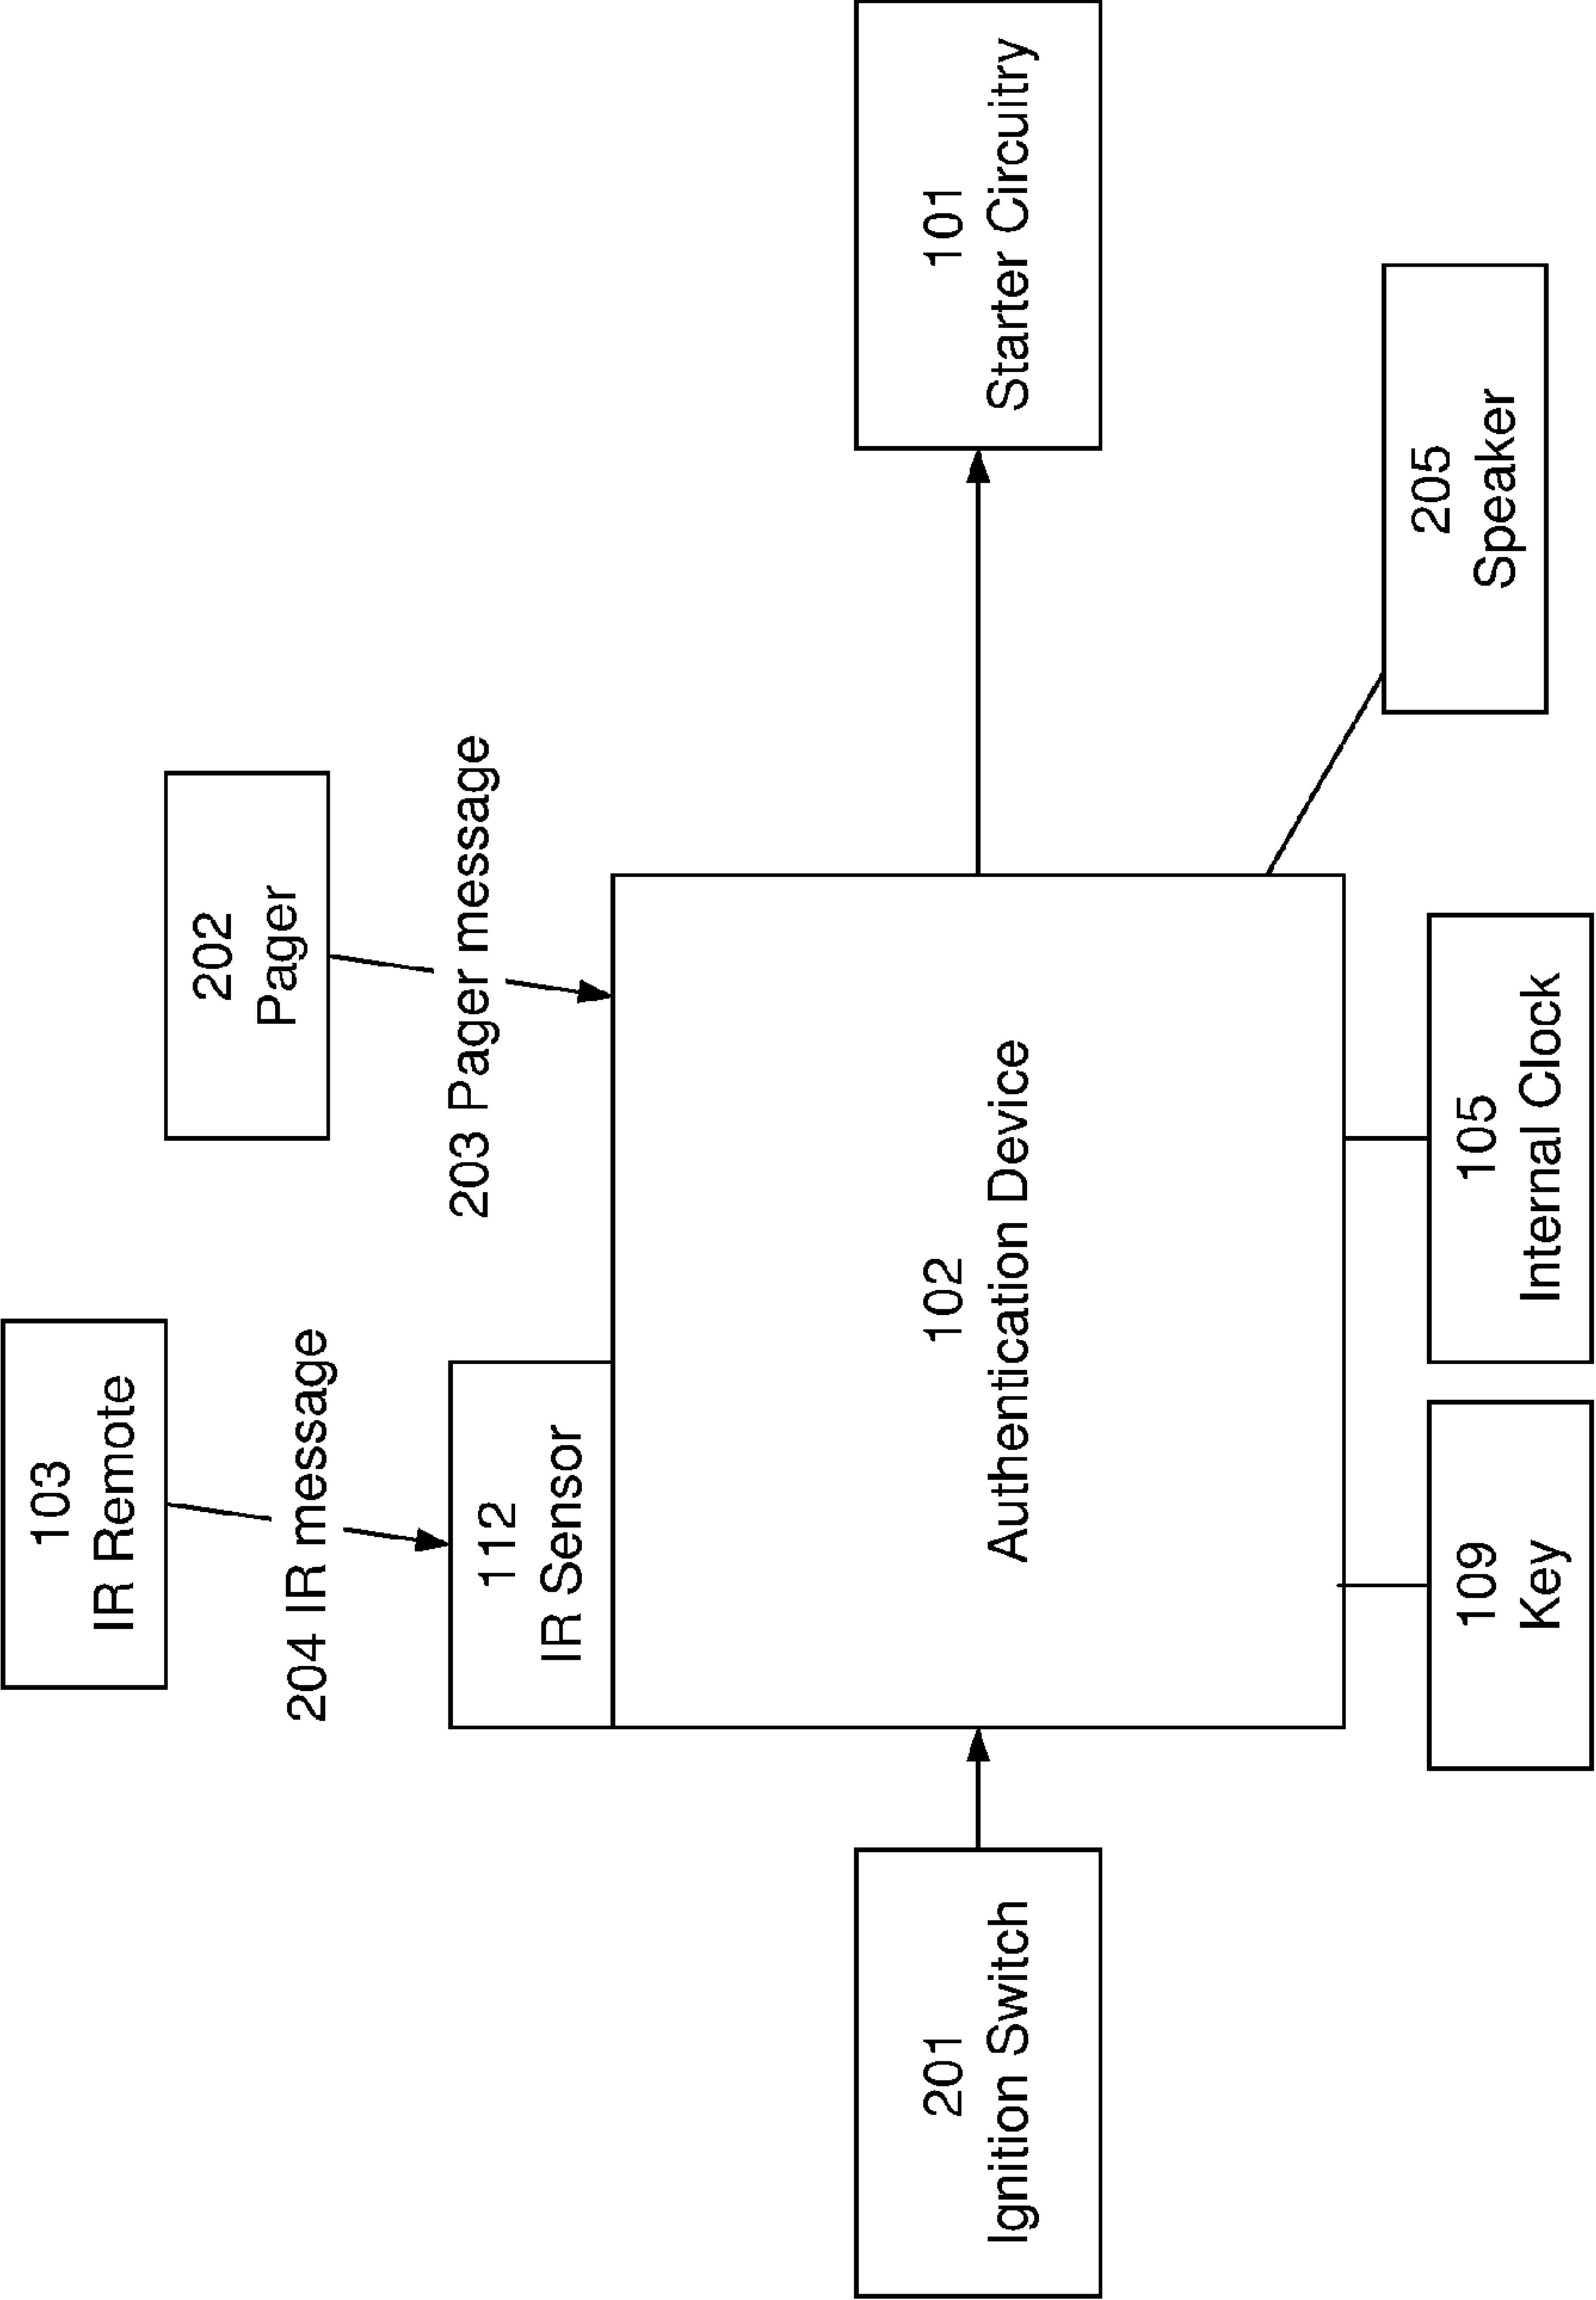 103
IR Remote
204 IR message
202
Pager
203 Pager message
112
IR Sensor
201
Ignition Switch
102
Authentication Device
101
Starter Circuitry
109
Key
105
Internal Clock
205
Speaker